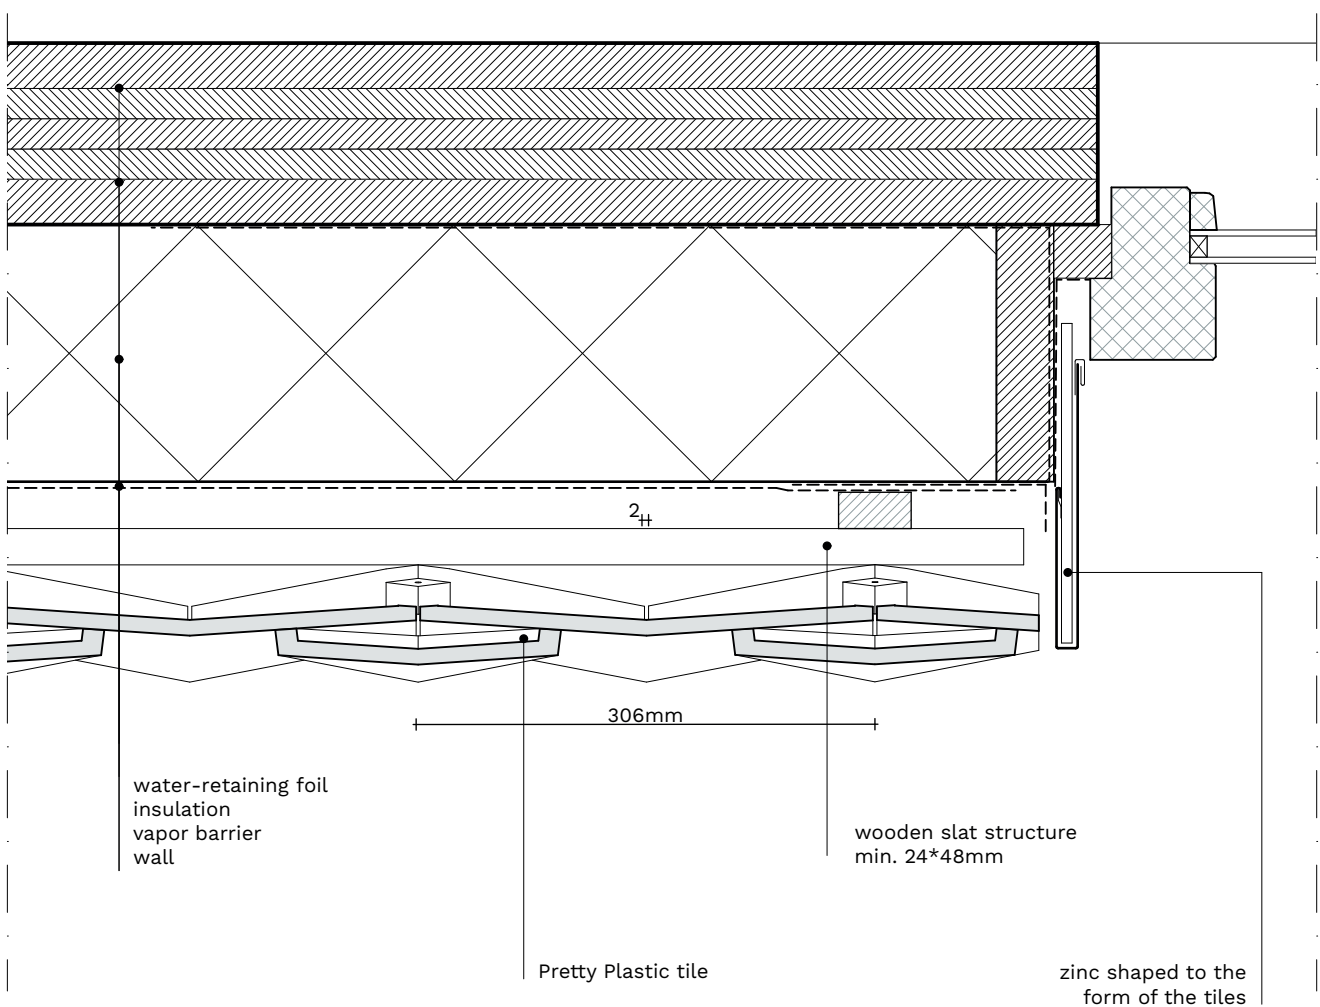 2
306mm
water-retaining foil
insulation
vapor barrier
wall
wooden slat structure
min. 24*48mm
Pretty Plastic tile
zinc shaped to the
form of the tiles